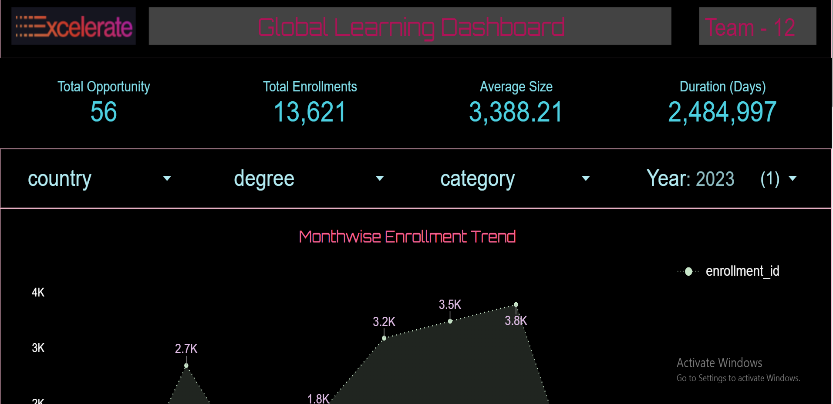 Excelerate
Global Learning Dashboard
Team - 12
Total Opportunity
56
Total Enrollments
13,621
Average Size
3,388.21
Duration (Days)
2,484,997
country
degree
category
Year: 2023 (1)
Monthwise Enrollment Trend
enrollment_id
4K
3.5K
3.2K
3.8K
3K
2.7K
Activate Windows
Go to Settings to activate Windows.
1.8K
2K